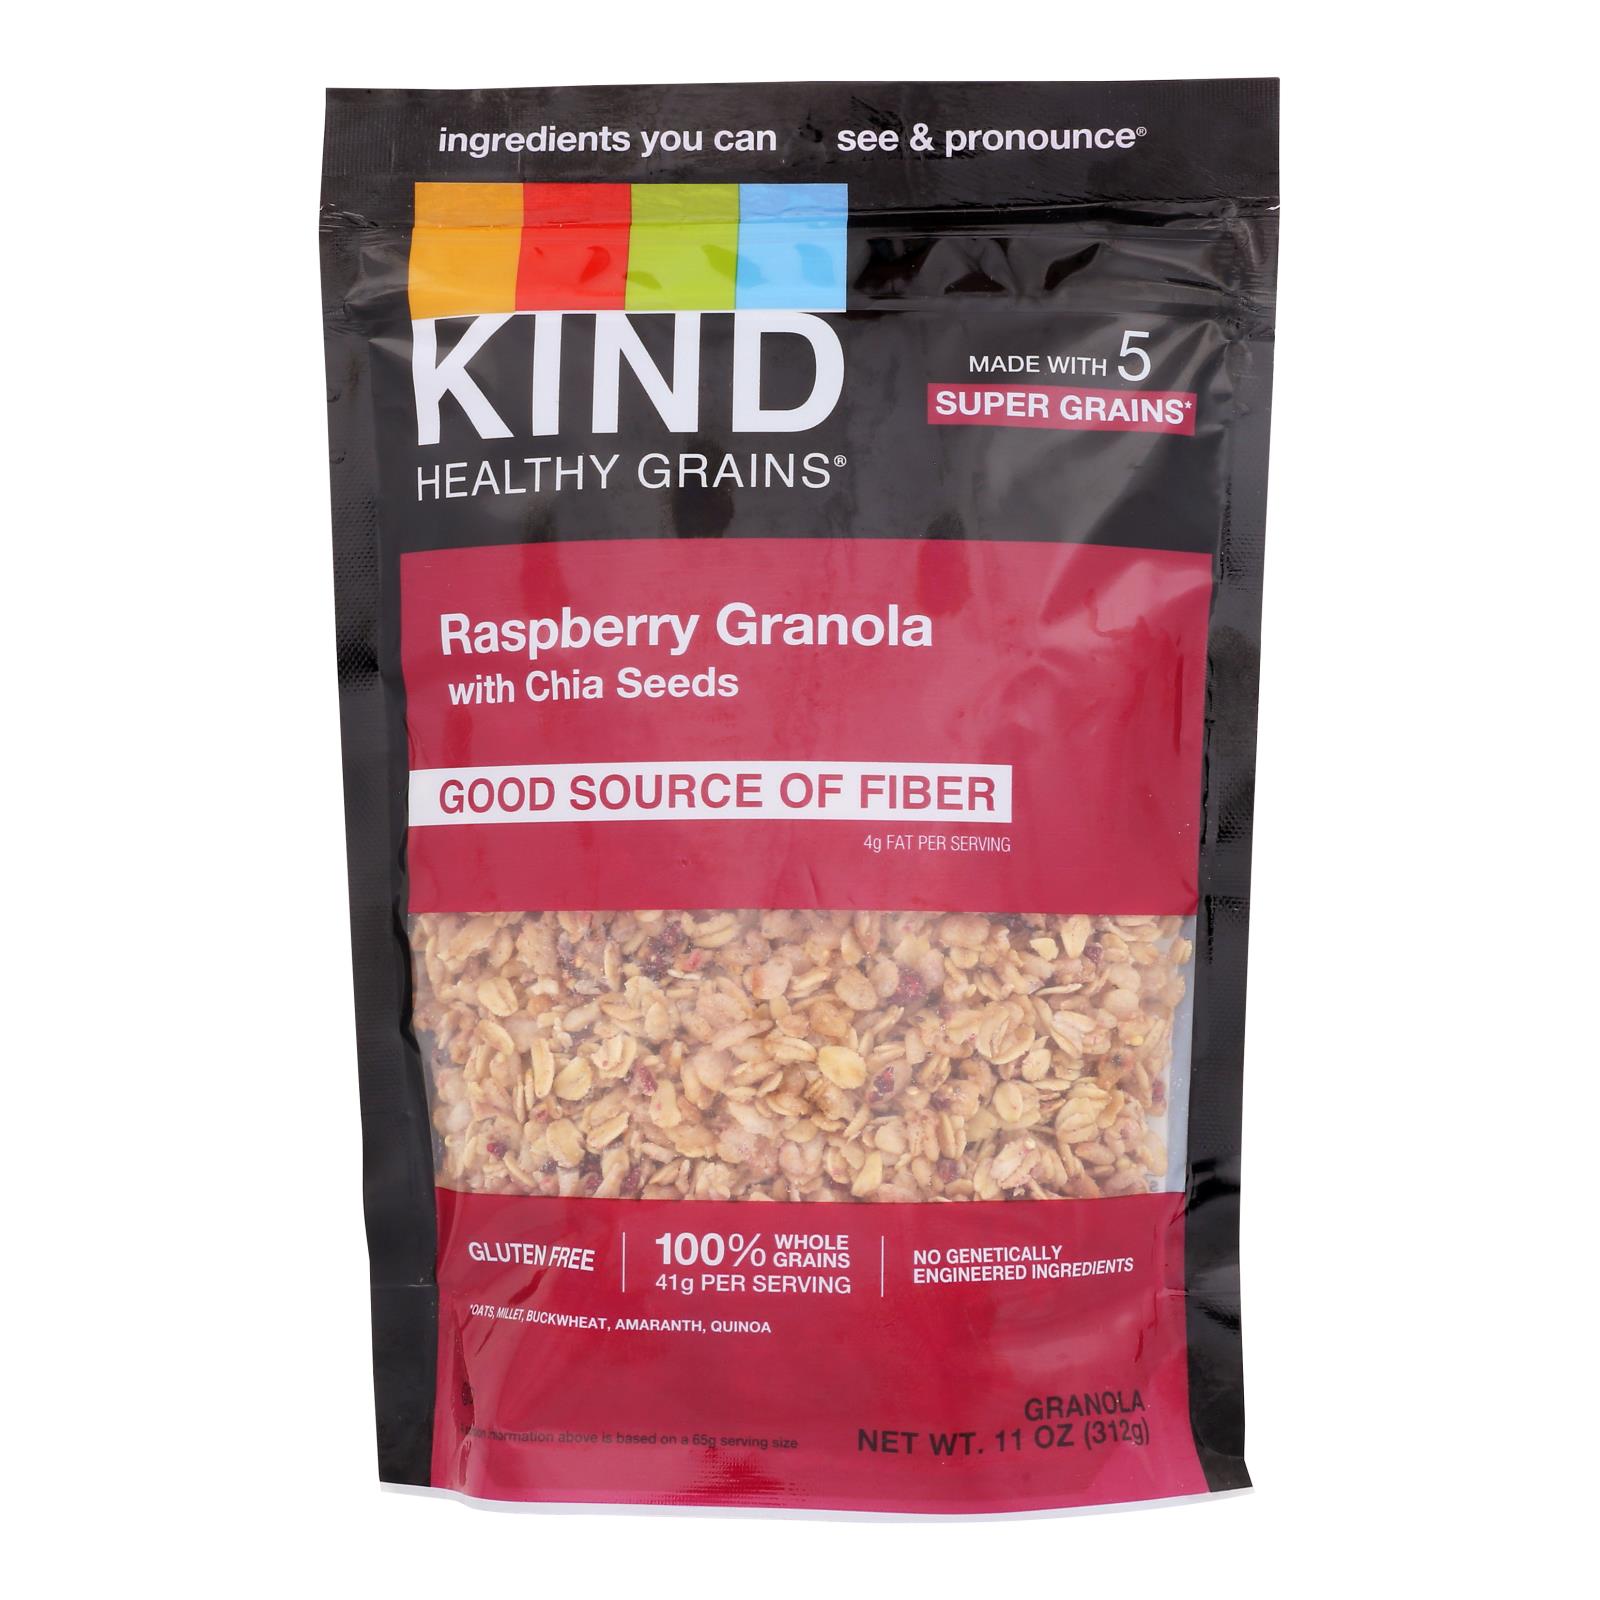 ingredients you can see & pronounce®
KIND
HEALTHY GRAINS®
MADE WITH 5
SUPER GRAINS*
Raspberry Granola
with Chia Seeds
GOOD SOURCE OF FIBER
4g FAT PER SERVING
GLUTEN FREE
100% WHOLE GRAINS
41g PER SERVING
NO GENETICALLY
ENGINEERED INGREDIENTS
*OATS, MILLET, BUCKWHEAT, AMARANTH, QUINOA
GRANOLA
information above is based on a 65g serving size
NET WT. 11 OZ (312g)